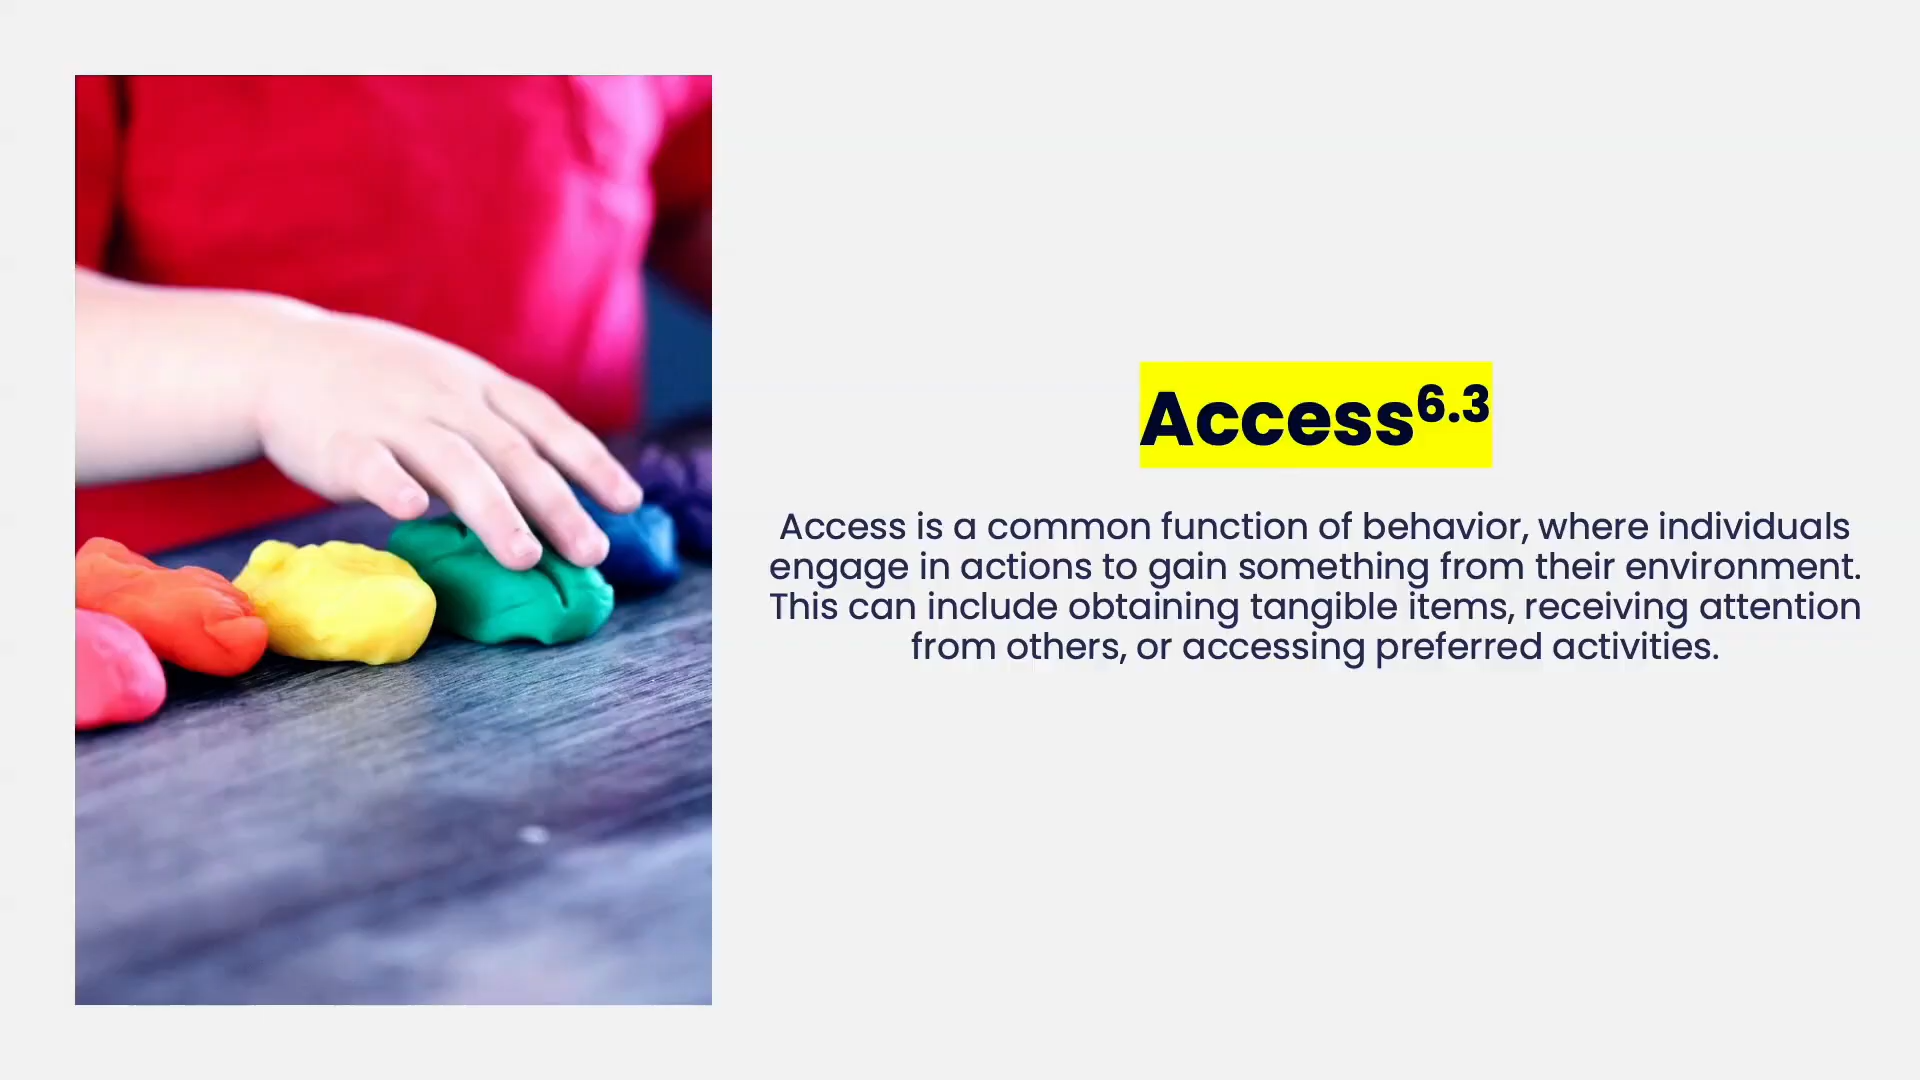 Access6.3
Access is a common function of behavior, where individuals
engage in actions to gain something from their environment.
This can include obtaining tangible items, receiving attention
from others, or accessing preferred activities.